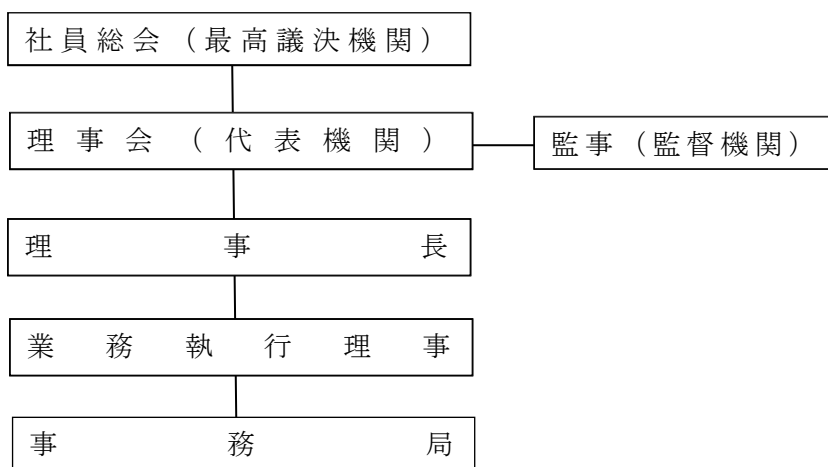 社員総会（最高議決機関）
理事会（代表機関）
監事（監督機関）
理事長
業務執行理事
事務局